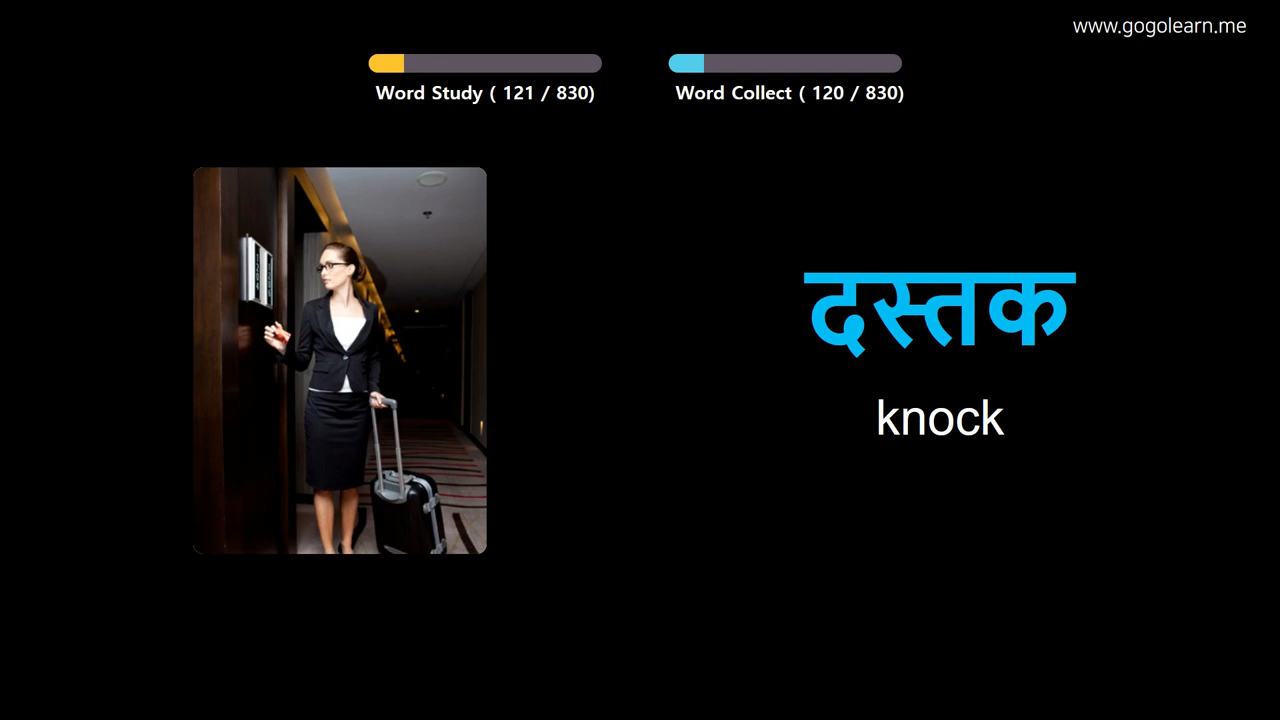 www.gogolearn.me
Word Study ( 121 / 830)
Word Collect ( 120 / 830)
दस्तक
knock